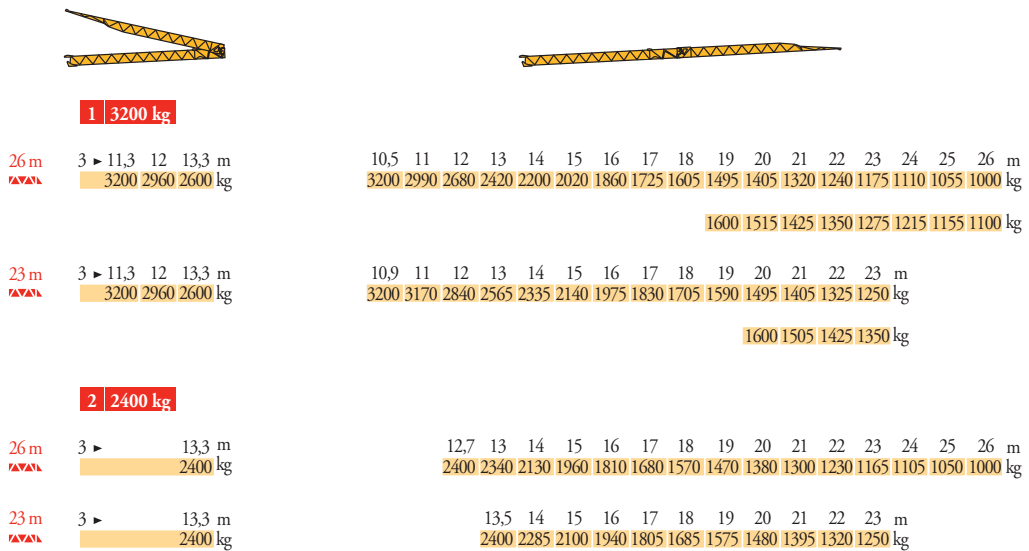 1 3200 kg
26 m 3 ► 11,3 12 13,3 m 10,5 11 12 13 14 15 16 17 18 19 20 21 22 23 24 25 26 m
3200 2960 2600 kg 3200 2990 2680 2420 2200 2020 1860 1725 1605 1495 1405 1320 1240 1175 1110 1055 1000 kg
1600 1515 1425 1350 1275 1215 1155 1100 kg
23 m 3 ► 11,3 12 13,3 m 10,9 11 12 13 14 15 16 17 18 19 20 21 22 23 m
3200 2960 2600 kg 3200 3170 2840 2565 2335 2140 1975 1830 1705 1590 1495 1405 1325 1250 kg
1600 1505 1425 1350 kg
2 2400 kg
26 m 3 ► 13,3 m 12,7 13 14 15 16 17 18 19 20 21 22 23 24 25 26 m
2400 kg 2400 2340 2130 1960 1810 1680 1570 1470 1380 1300 1230 1165 1105 1050 1000 kg
23 m 3 ► 13,3 m 13,5 14 15 16 17 18 19 20 21 22 23 m
2400 kg 2400 2285 2100 1940 1805 1685 1575 1480 1395 1320 1250 kg